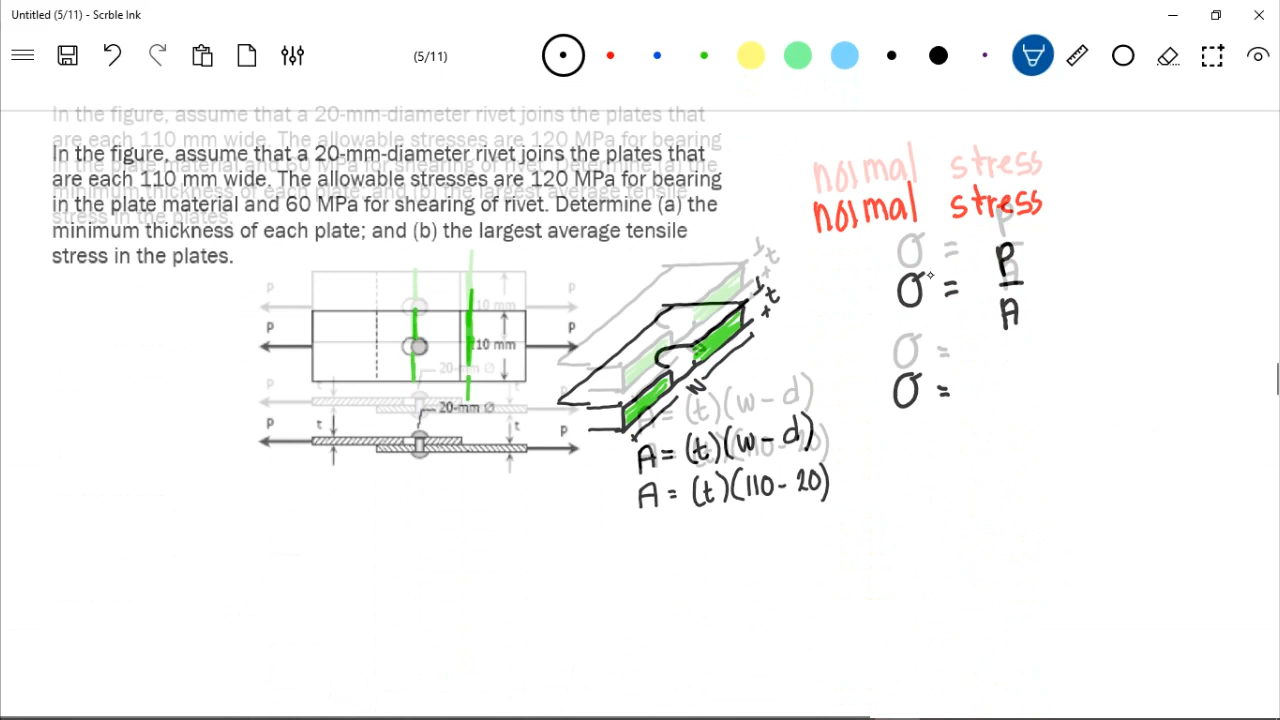 Untitled (5/11) - Scrble Ink
(5/11)
In the figure, assume that a 20-mm-diameter rivet joins the plates that
are each 110 mm wide. The allowable stresses are 120 MPa for bearing
in the plate material and 60 MPa for shearing of rivet. Determine (a) the
minimum thickness of each plate; and (b) the largest average tensile
stress in the plates.
normal stress
σ = P/A
σ =
P
P
110 mm
20-mm Ø
P
t
t
P
t
w
A = (t)(w - d)
A = (t)(110 - 20)